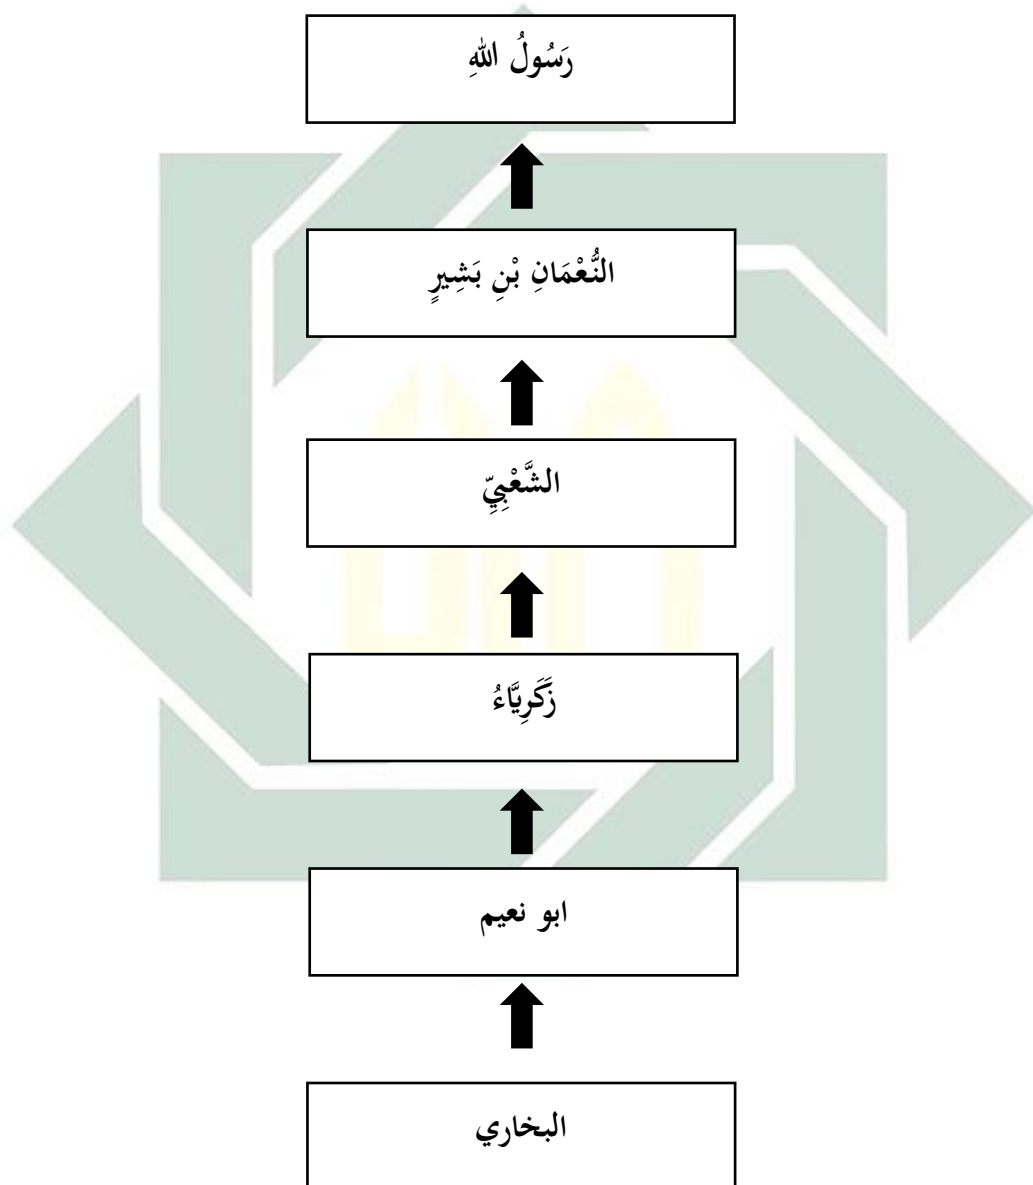 رَسُولُ اللهِ
النُّعْمَانِ بْنِ بَشِيرٍ
الشَّعْبِيِّ
زَكَرِيَّاءُ
ابو نعيم
البخاري